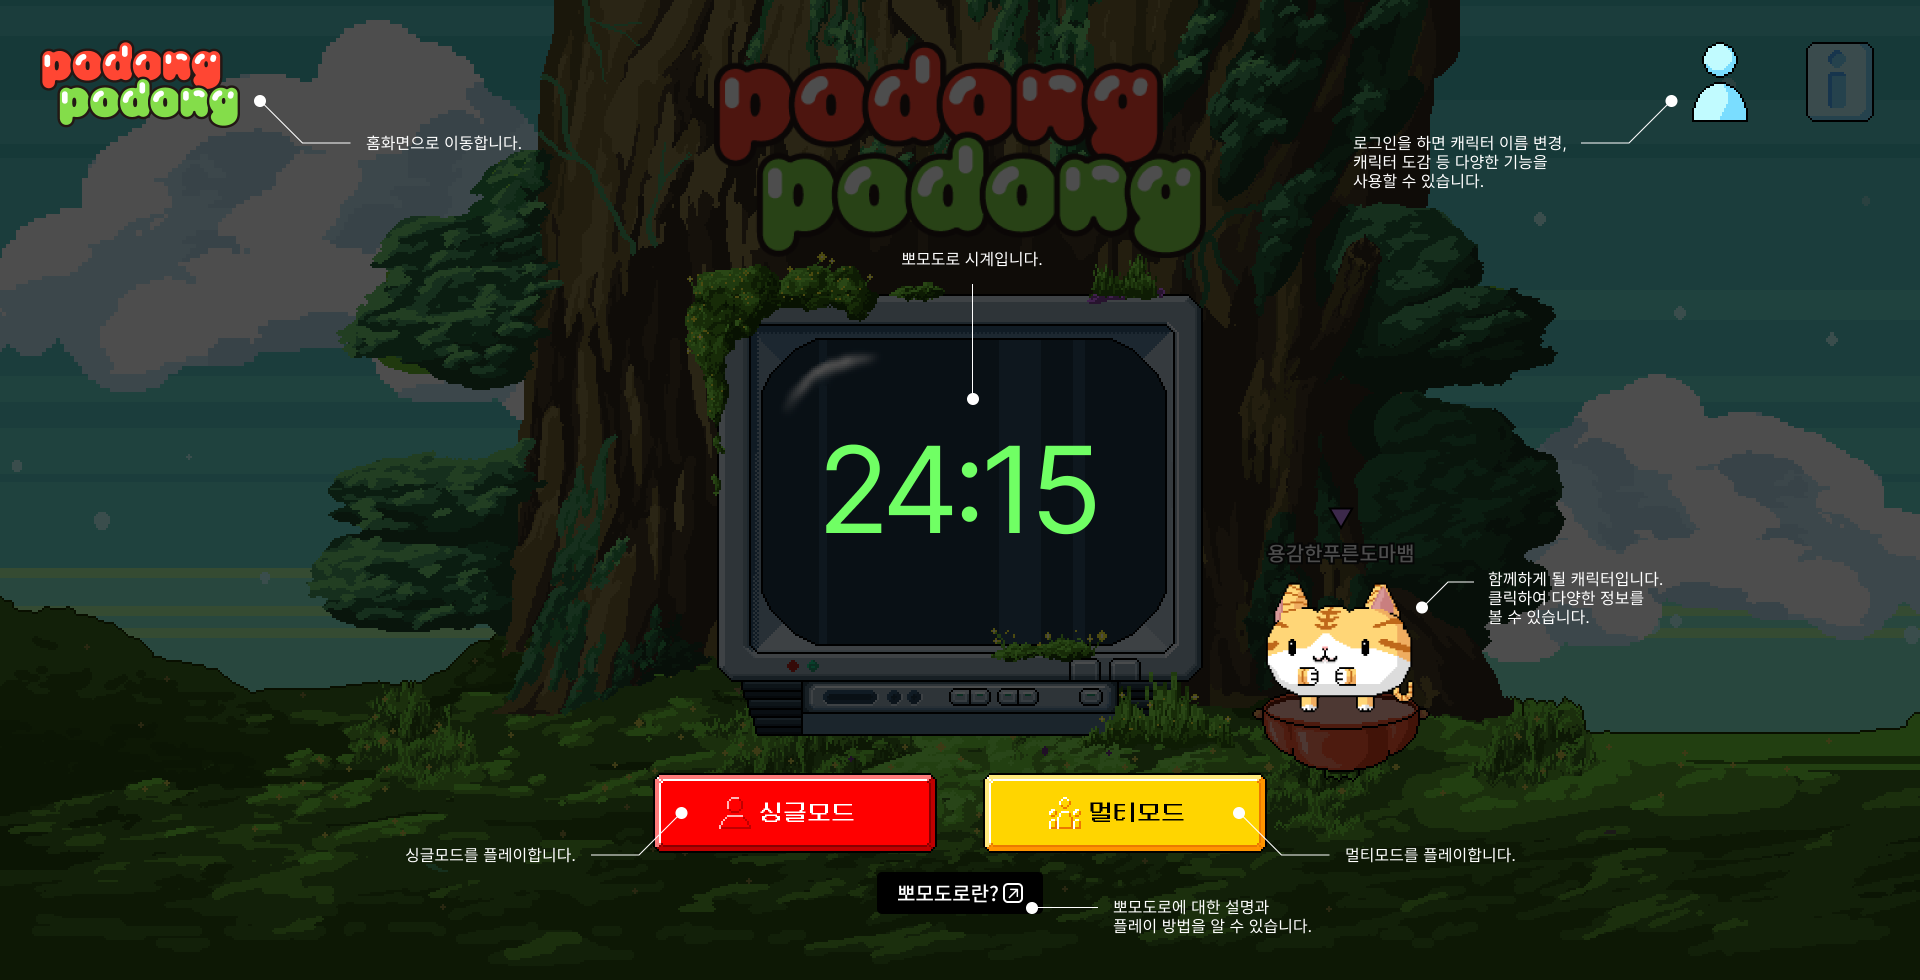 podong
podong
홈화면으로 이동합니다.
podong
podong
로그인을 하면 캐릭터 이름 변경,
캐릭터 도감 등 다양한 기능을
사용할 수 있습니다.
i
뽀모도로 시계입니다.
24:15
용감한푸른도마뱀
함께하게 될 캐릭터입니다.
클릭하여 다양한 정보를
볼 수 있습니다.
싱글모드
멀티모드
싱글모드를 플레이합니다.
멀티모드를 플레이합니다.
뽀모도로란?
뽀모도로에 대한 설명과
플레이 방법을 알 수 있습니다.